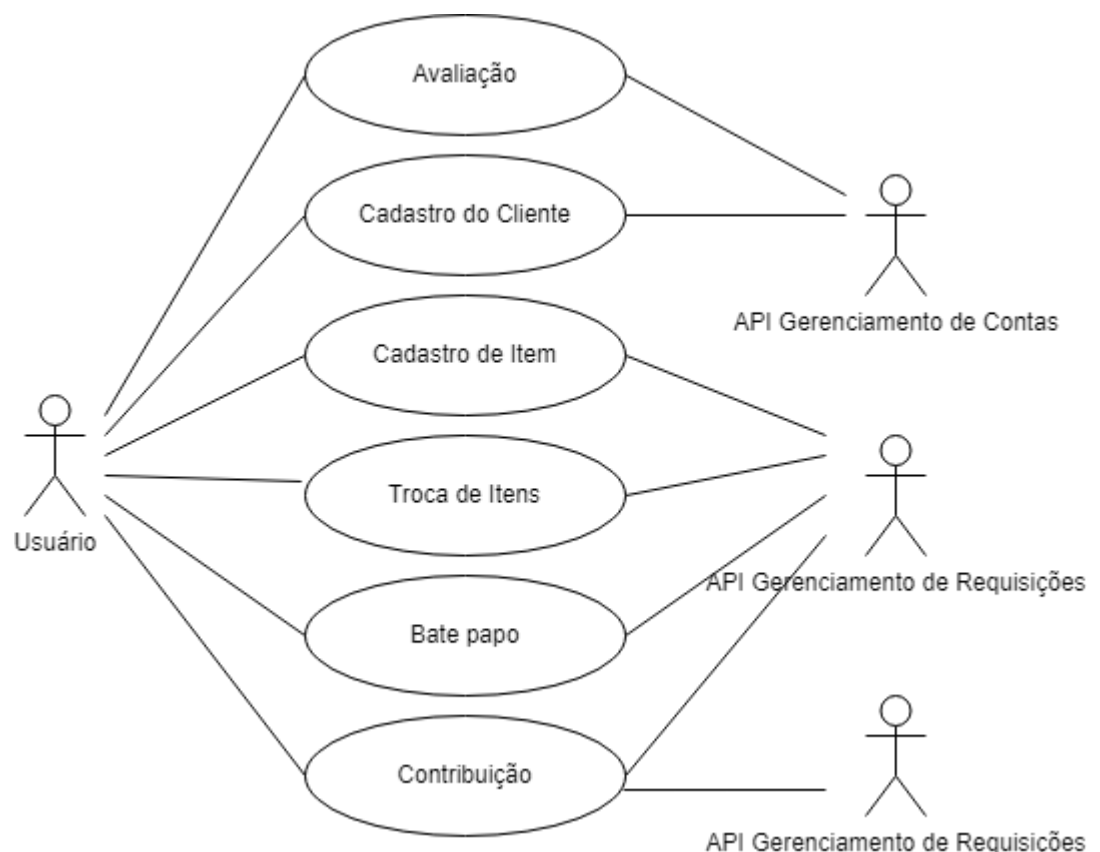 Avaliação
Cadastro do Cliente
API Gerenciamento de Contas
Cadastro de Item
Troca de Itens
Usuário
API Gerenciamento de Requisições
Bate papo
Contribuição
API Gerenciamento de Requisições